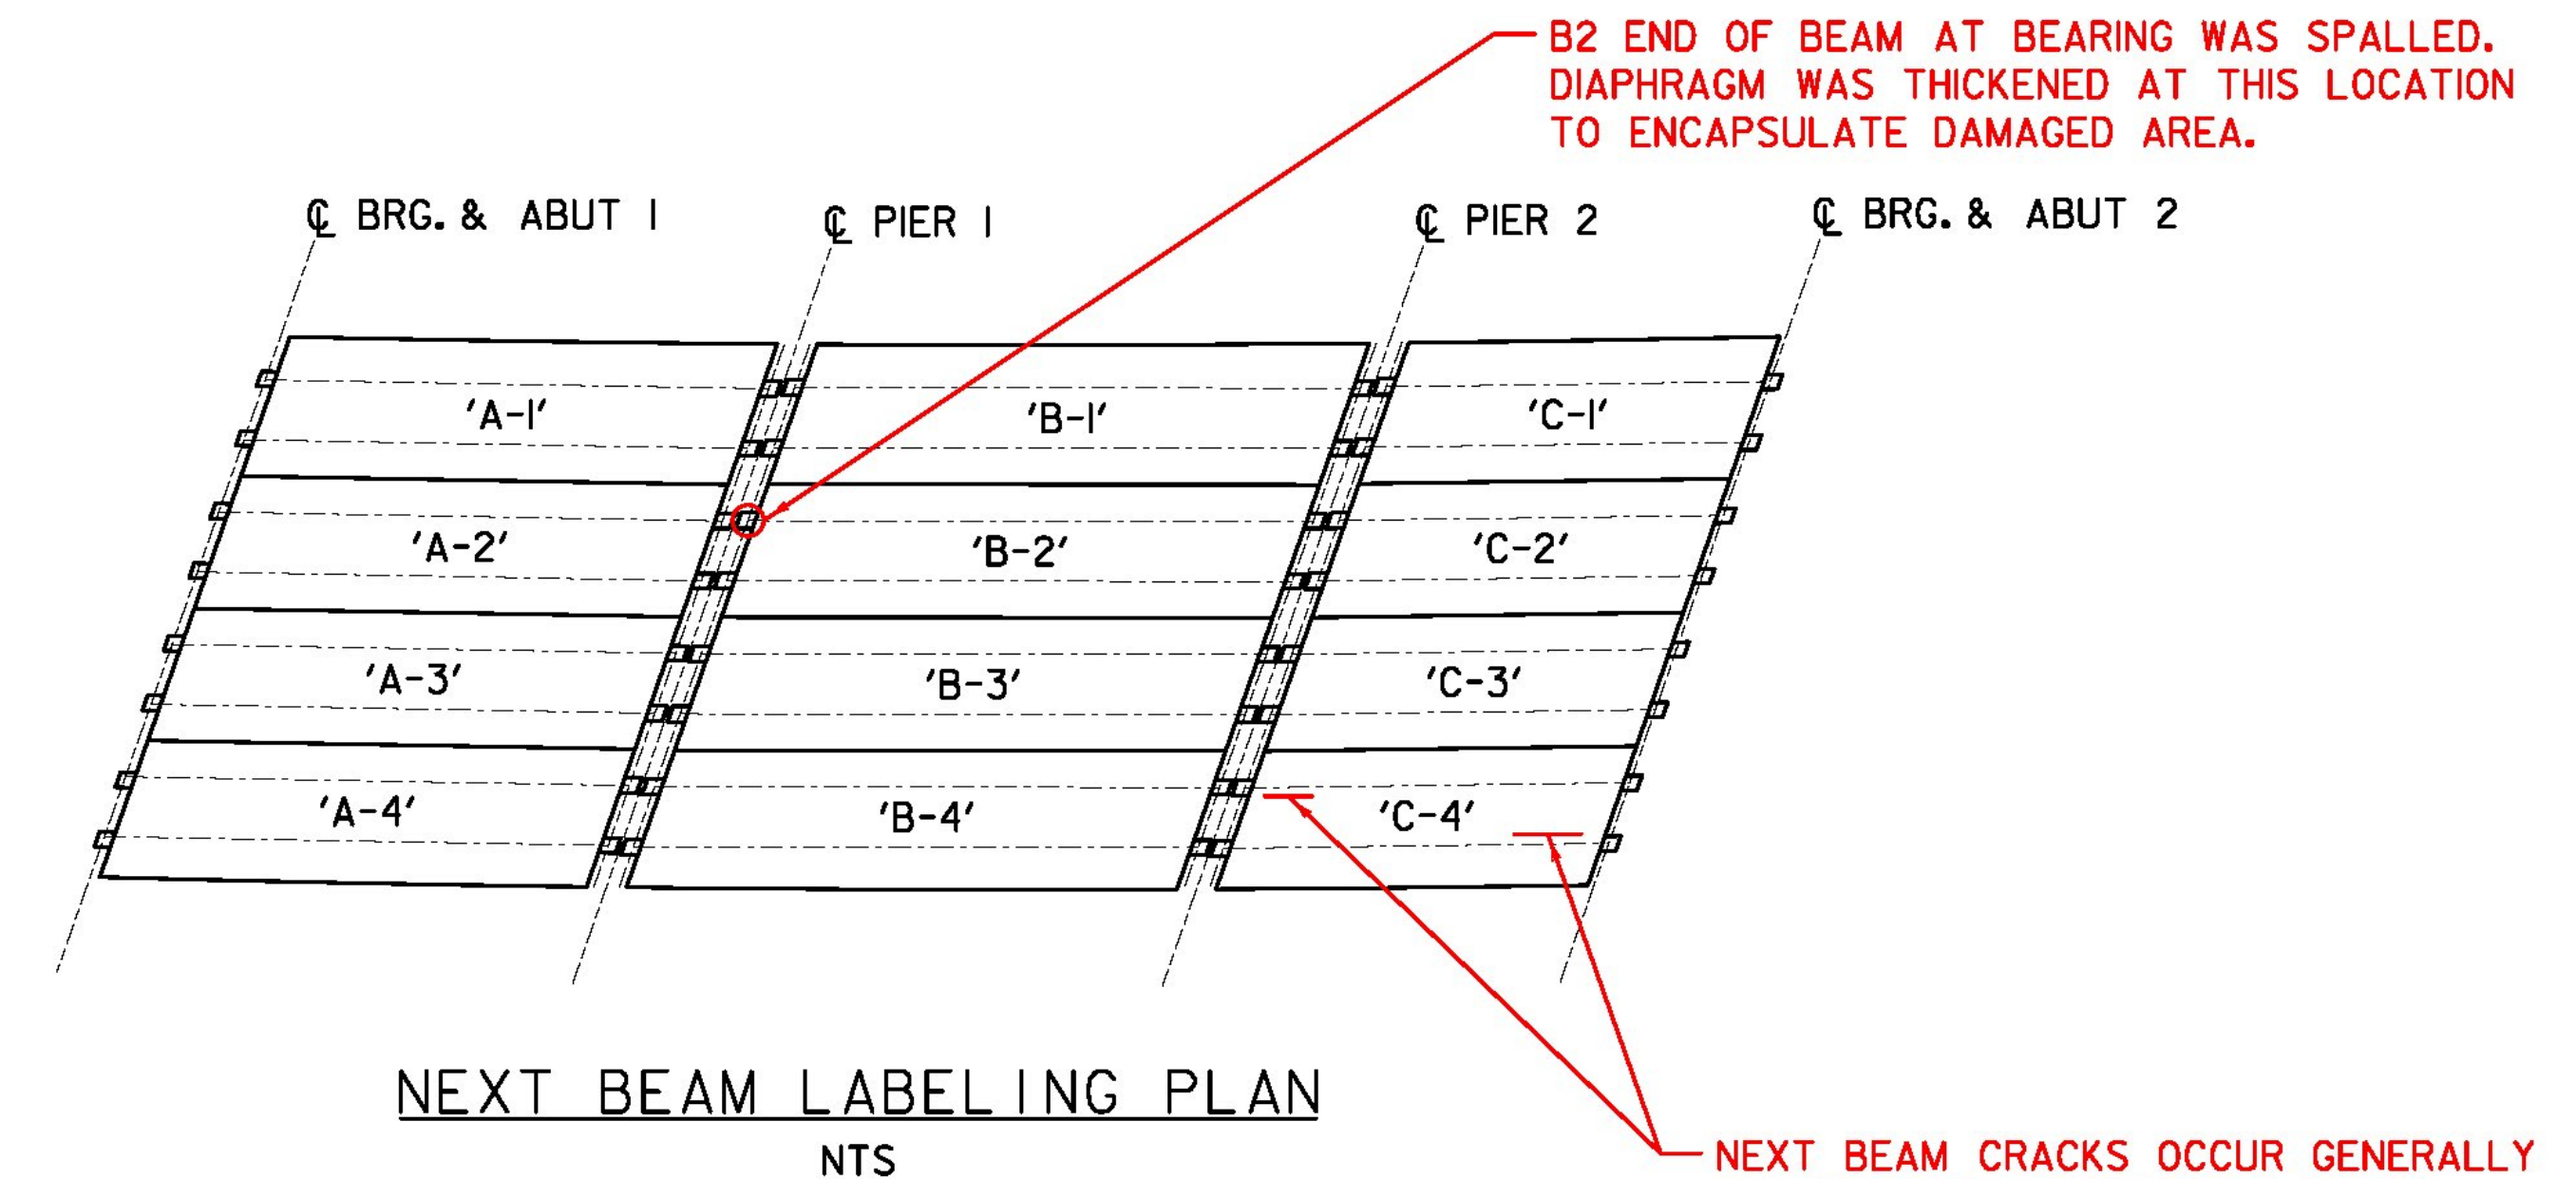 B2 END OF BEAM AT BEARING WAS SPALLED.
DIAPHRAGM WAS THICKENED AT THIS LOCATION
TO ENCAPSULATE DAMAGED AREA.
℄ BRG. & ABUT 1
℄ PIER 1
℄ PIER 2
℄ BRG. & ABUT 2
'A-1'
'B-1'
'C-1'
'A-2'
'B-2'
'C-2'
'A-3'
'B-3'
'C-3'
'A-4'
'B-4'
'C-4'
NEXT BEAM LABELING PLAN
NTS
NEXT BEAM CRACKS OCCUR GENERALLY